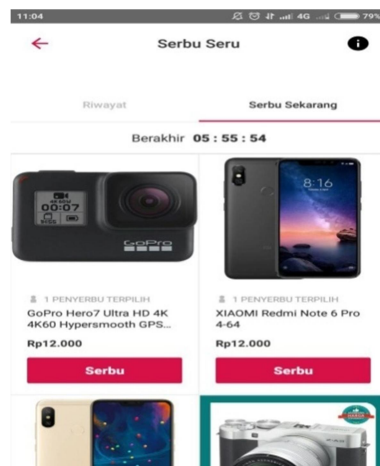 11:04
4G
79%
Serbu Seru
Riwayat
Serbu Sekarang
Berakhir 05 : 55 : 54
00:07
GoPro
8:16
1 PENYERBU TERPILIH
GoPro Hero7 Ultra HD 4K
4K60 Hypersmooth GPS...
Rp12.000
Serbu
1 PENYERBU TERPILIH
XIAOMI Redmi Note 6 Pro
4-64
Rp12.000
Serbu